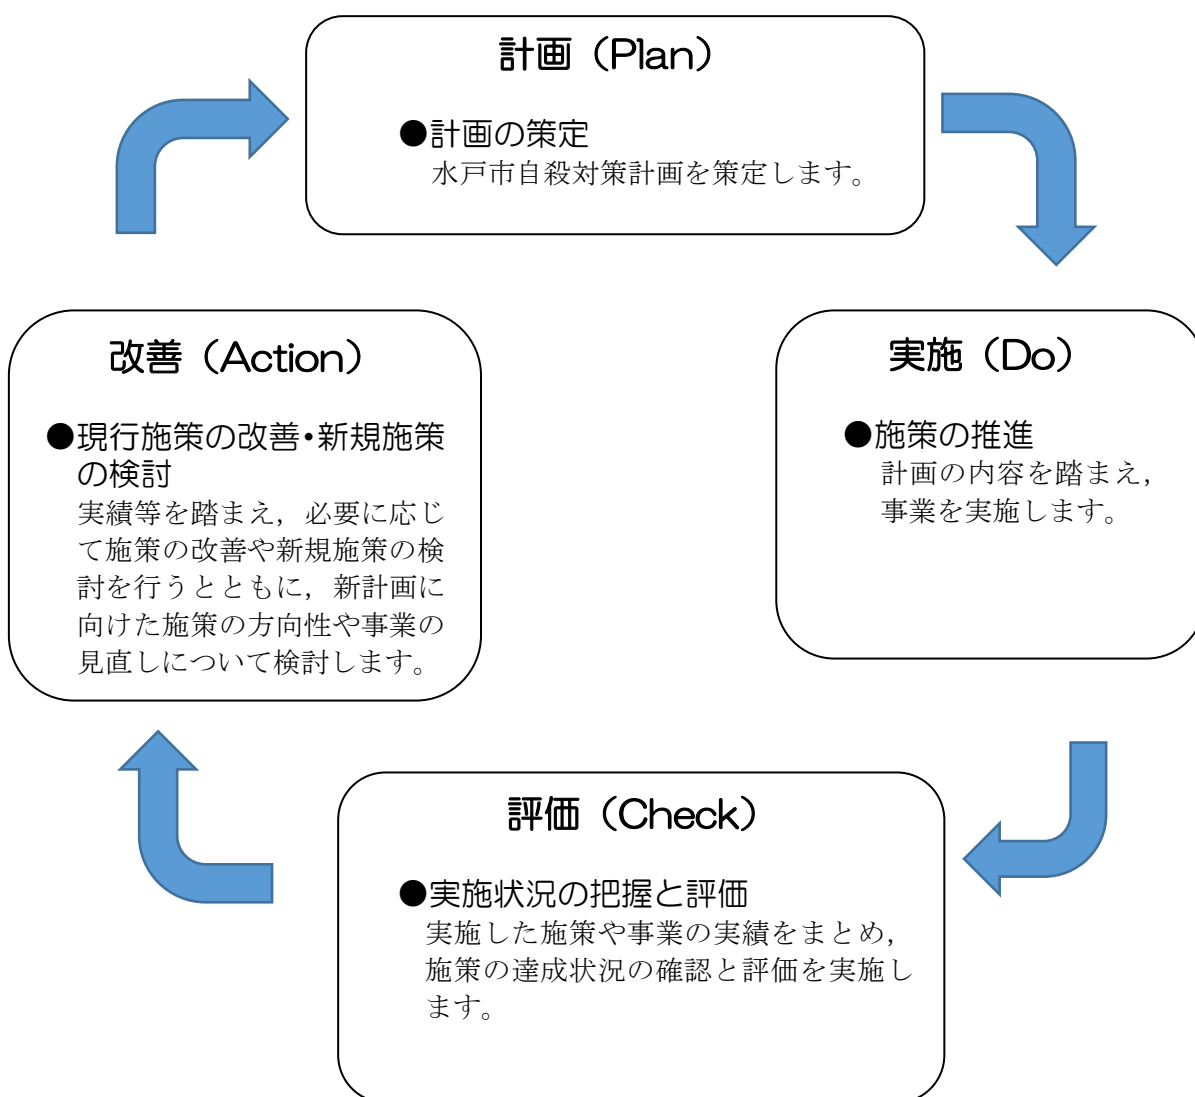 計画（Plan）
●計画の策定
水戸市自殺対策計画を策定します。
改善（Action）
●現行施策の改善・新規施策
の検討
実績等を踏まえ，必要に応じ
て施策の改善や新規施策の検
討を行うとともに，新計画に
向けた施策の方向性や事業の
見直しについて検討します。
実施（Do）
●施策の推進
計画の内容を踏まえ，
事業を実施します。
評価（Check）
●実施状況の把握と評価
実施した施策や事業の実績をまとめ，
施策の達成状況の確認と評価を実施し
ます。